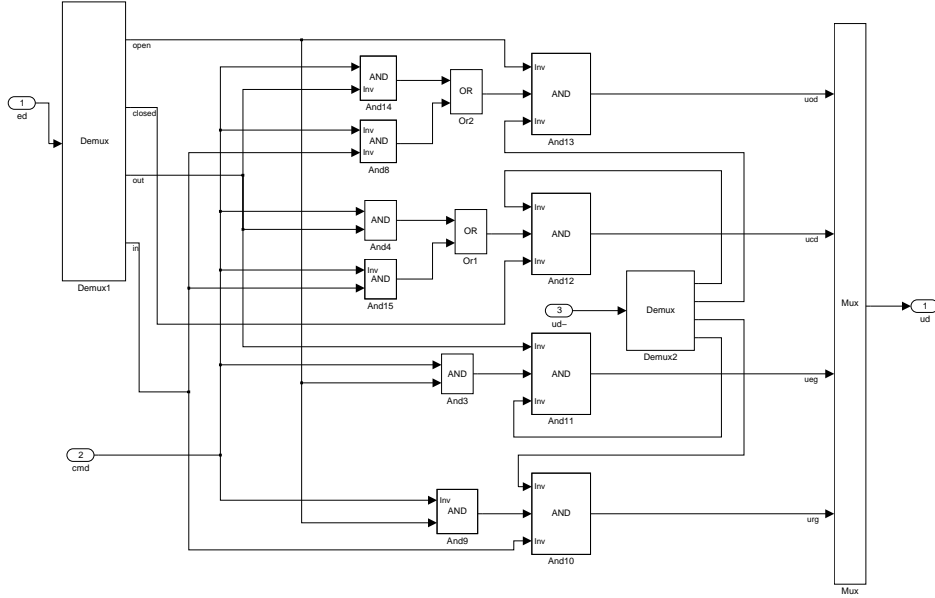 open
Inv
AND
AND
Inv
OR
AND
uod
1
And14
Inv
ed
closed
Inv
Or2
Demux
AND
And13
Inv
And8
out
Inv
AND
AND
OR
AND
ucd
And4
in
Or1
Inv
Inv
AND
And12
Demux1
And15
3
Demux
Mux
1
ud–
ud
Inv
Demux2
AND
AND
ueg
And3
Inv
And11
2
cmd
Inv
Inv
AND
AND
urg
And9
Inv
And10
Mux